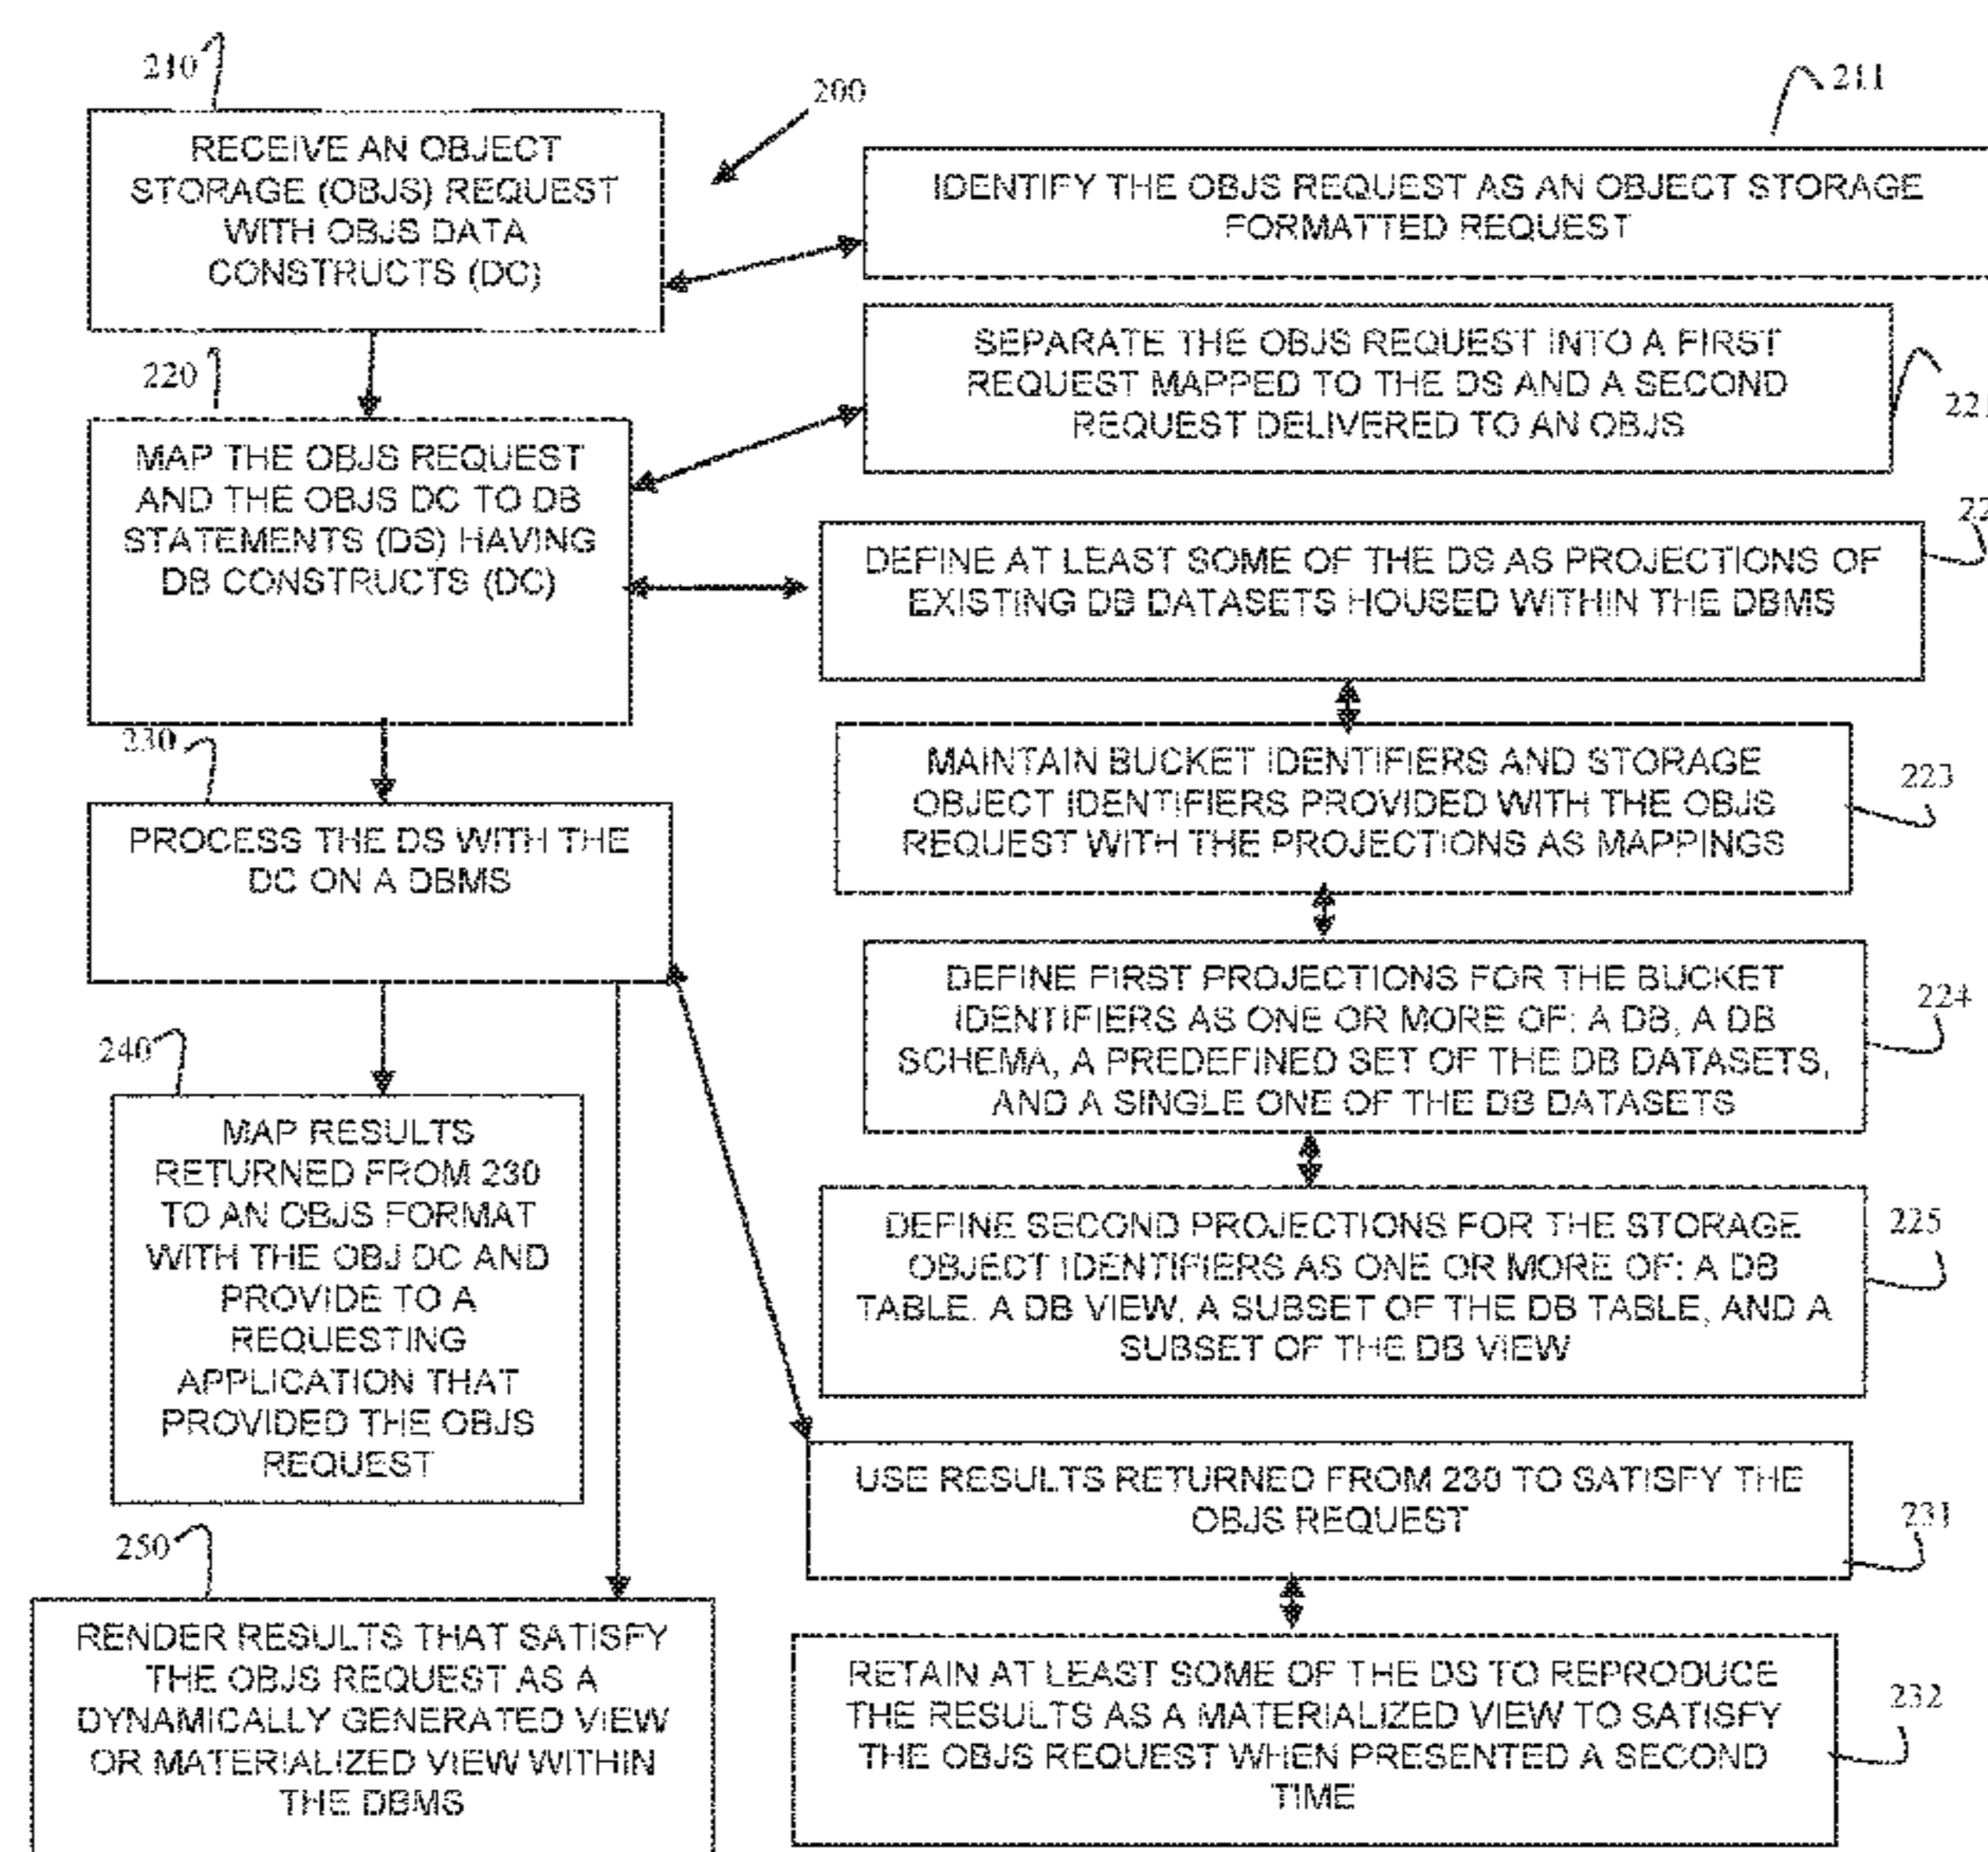 210
200
211
RECEIVE AN OBJECT
STORAGE (OBJS) REQUEST
WITH OBJS DATA
CONSTRUCTS (DC)
IDENTIFY THE OBJS REQUEST AS AN OBJECT STORAGE
FORMATTED REQUEST
SEPARATE THE OBJS REQUEST INTO A FIRST
REQUEST MAPPED TO THE DS AND A SECOND
REQUEST DELIVERED TO AN OBJS
220
MAP THE OBJS REQUEST
AND THE OBJS DC TO DB
STATEMENTS (DS) HAVING
DB CONSTRUCTS (DC)
DEFINE AT LEAST SOME OF THE DS AS PROJECTIONS OF
EXISTING DB DATASETS HOUSED WITHIN THE DBMS
MAINTAIN BUCKET IDENTIFIERS AND STORAGE
OBJECT IDENTIFIERS PROVIDED WITH THE OBJS
REQUEST WITH THE PROJECTIONS AS MAPPINGS
223
230
PROCESS THE DS WITH THE
DC ON A DBMS
DEFINE FIRST PROJECTIONS FOR THE BUCKET
IDENTIFIERS AS ONE OR MORE OF: A DB, A DB
SCHEMA, A PREDEFINED SET OF THE DB DATASETS,
AND A SINGLE ONE OF THE DB DATASETS
224
240
MAP RESULTS
RETURNED FROM 230
TO AN OBJS FORMAT
WITH THE OBJ DC AND
PROVIDE TO A
REQUESTING
APPLICATION THAT
PROVIDED THE OBJS
REQUEST
DEFINE SECOND PROJECTIONS FOR THE STORAGE
OBJECT IDENTIFIERS AS ONE OR MORE OF: A DB
TABLE, A DB VIEW, A SUBSET OF THE DB TABLE, AND A
SUBSET OF THE DB VIEW
225
USE RESULTS RETURNED FROM 230 TO SATISFY THE
OBJS REQUEST
231
250
RENDER RESULTS THAT SATISFY
THE OBJS REQUEST AS A
DYNAMICALLY GENERATED VIEW
OR MATERIALIZED VIEW WITHIN
THE DBMS
RETAIN AT LEAST SOME OF THE DS TO REPRODUCE
THE RESULTS AS A MATERIALIZED VIEW TO SATISFY
THE OBJS REQUEST WHEN PRESENTED A SECOND
TIME
232